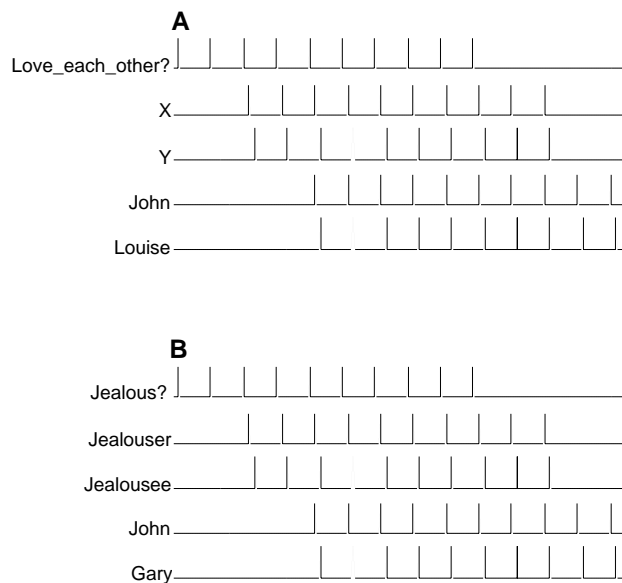 A
Love_each_other?
X
Y
John
Louise
B
Jealous?
Jealouser
Jealousee
John
Gary